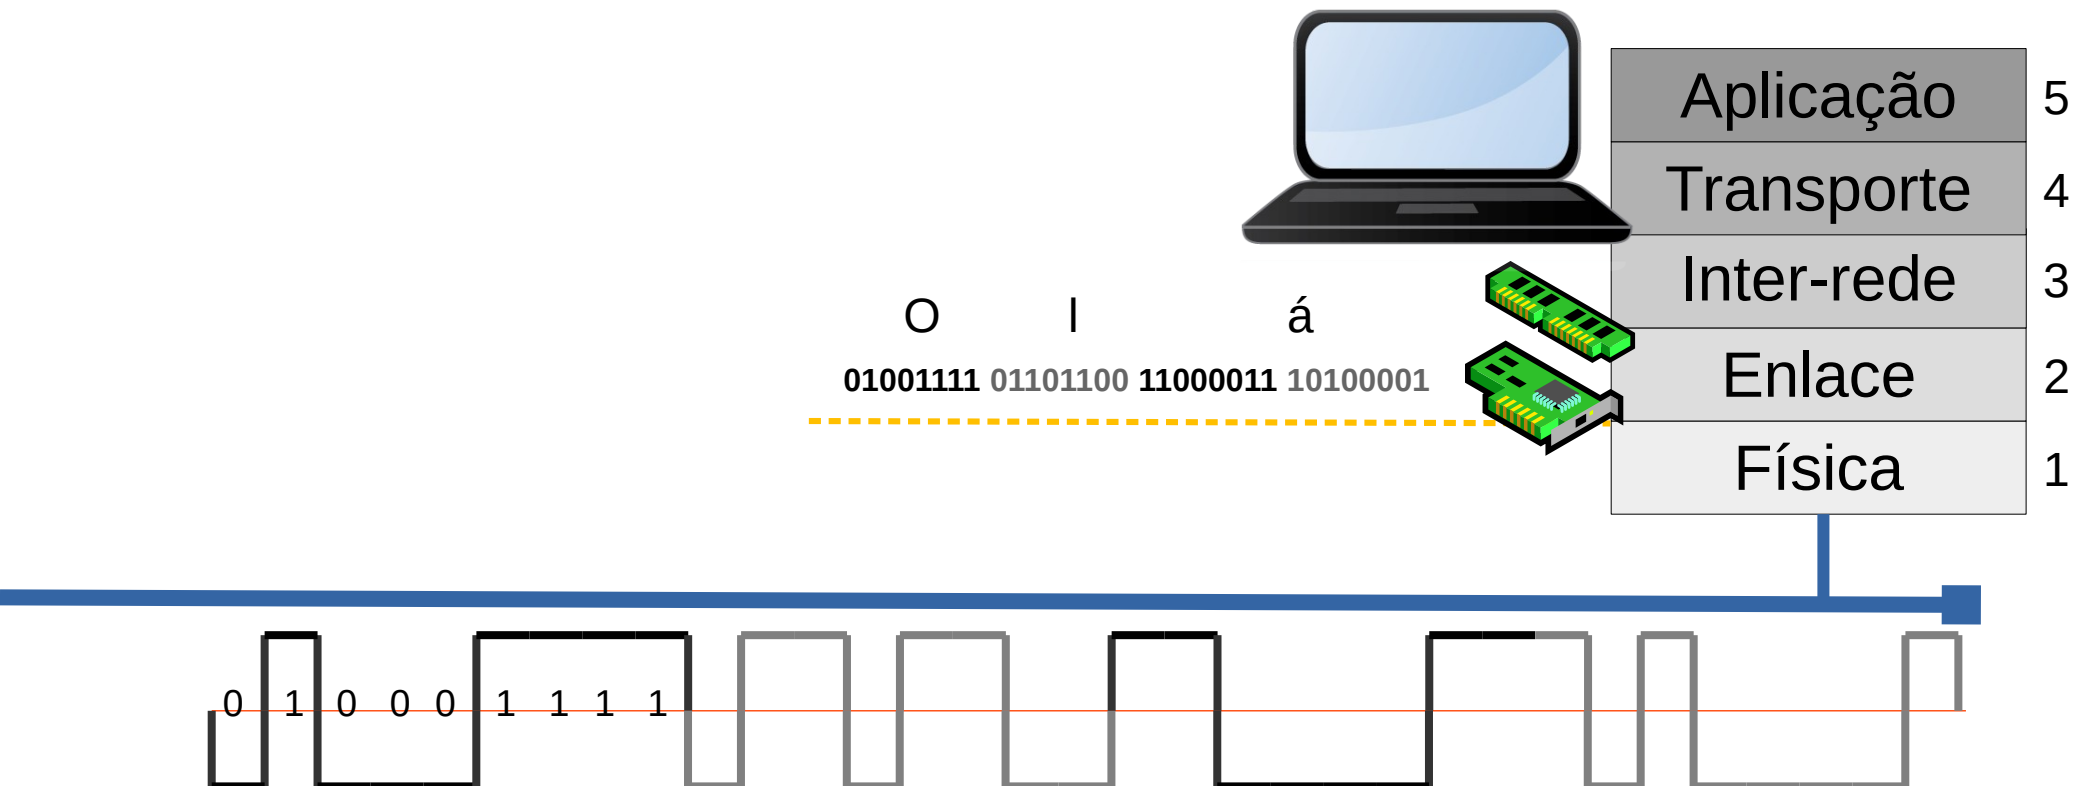 Aplicação 5
Transporte 4
Inter-rede 3
O l á
01001111 01101100 11000011 10100001
Enlace 2
Física 1
0 1 0 0 0 1 1 1 1